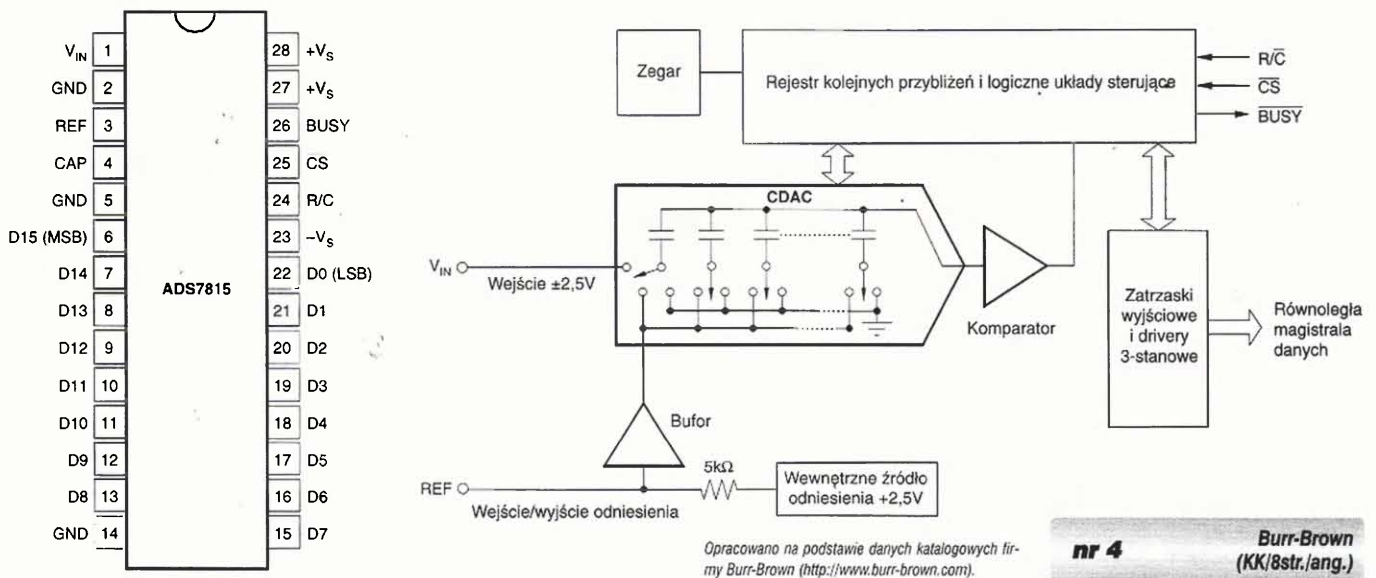 V_IN 1
GND 2
REF 3
CAP 4
GND 5
D15 (MSB) 6
D14 7
D13 8
D12 9
D11 10
D10 11
D9 12
D8 13
GND 14
ADS7815
28 +V_S
27 +V_S
26 BUSY
25 CS
24 R/C
23 –V_S
22 D0 (LSB)
21 D1
20 D2
19 D3
18 D4
17 D5
16 D6
15 D7
Zegar
Rejestr kolejnych przybliżeń i logiczne układy sterujące
R/C̅
C̅S̅
B̅U̅S̅Y̅
CDAC
V_IN
Wejście ±2,5V
Komparator
Zatrzaski
wyjściowe
i drivery
3-stanowe
Równoległa
magistrala
danych
Bufor
5kΩ
REF
Wejście/wyjście odniesienia
Wewnętrzne źródło
odniesienia +2,5V
Opracowano na podstawie danych katalogowych fir-
my Burr-Brown (http://www.burr-brown.com).
nr 4
Burr-Brown
(KK/8str./ang.)